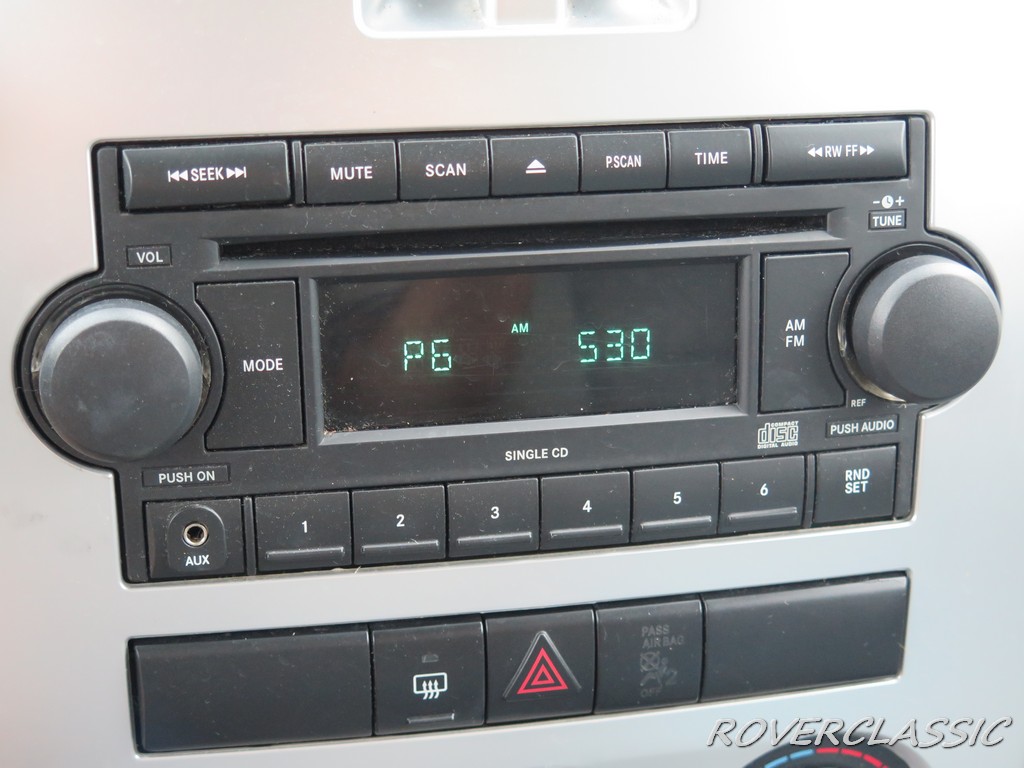 SEEK
MUTE
SCAN
P.SCAN
TIME
RW FF
- +
TUNE
VOL
MODE
P6
AM
530
AM
FM
REF
COMPACT
disc
DIGITAL AUDIO
PUSH AUDIO
SINGLE CD
PUSH ON
AUX
1
2
3
4
5
6
RND
SET
PASS
AIRBAG
2
OFF
ROVERCLASSIC